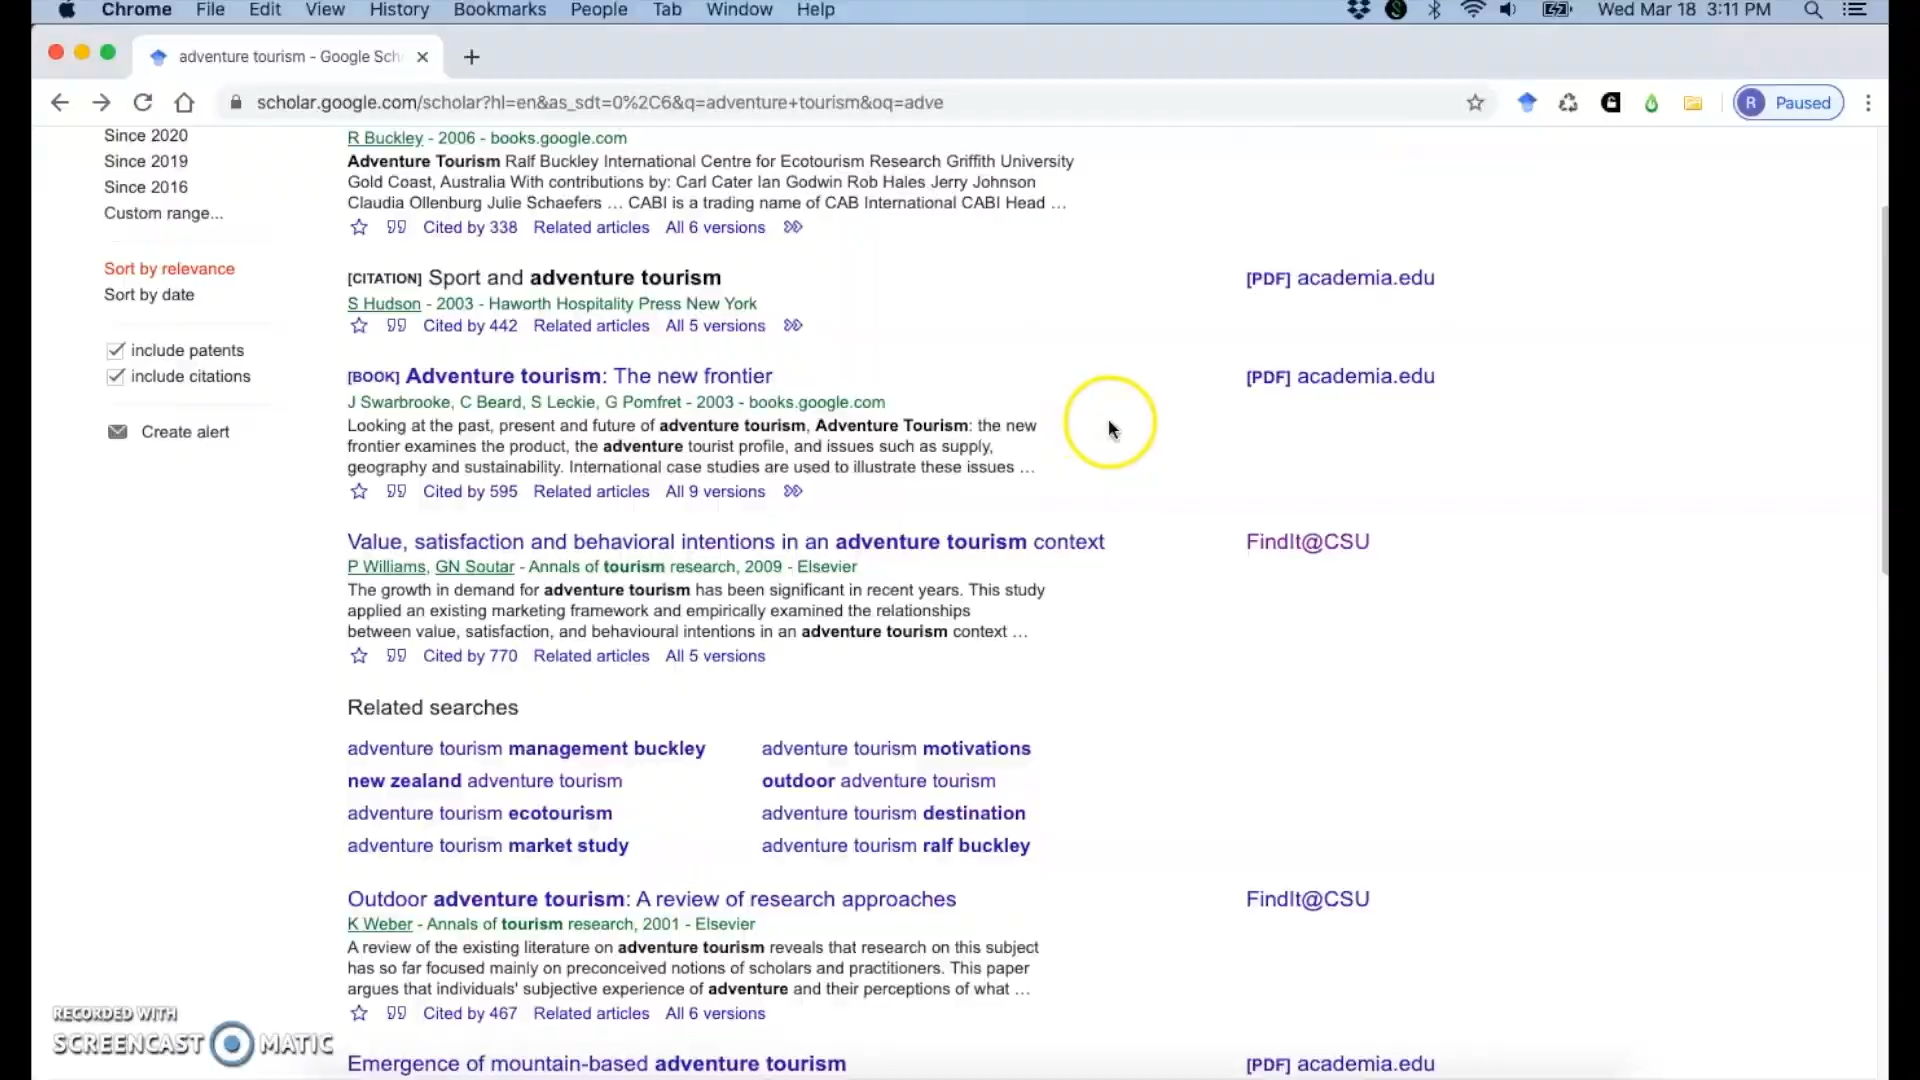 Chrome File Edit View History Bookmarks People Tab Window Help Wed Mar 18 3:11 PM
adventure tourism - Google Sch
scholar.google.com/scholar?hl=en&as_sdt=0%2C6&q=adventure+tourism&oq=adve R Paused
Since 2020
Since 2019
Since 2016
Custom range...
Sort by relevance
Sort by date
include patents
include citations
Create alert
R Buckley - 2006 - books.google.com
Adventure Tourism Ralf Buckley International Centre for Ecotourism Research Griffith University
Gold Coast, Australia With contributions by: Carl Cater Ian Godwin Rob Hales Jerry Johnson
Claudia Ollenburg Julie Schaefers … CABI is a trading name of CAB International CABI Head …
Cited by 338 Related articles All 6 versions
[CITATION] Sport and adventure tourism
[PDF] academia.edu
S Hudson - 2003 - Haworth Hospitality Press New York
Cited by 442 Related articles All 5 versions
[BOOK] Adventure tourism: The new frontier
[PDF] academia.edu
J Swarbrooke, C Beard, S Leckie, G Pomfret - 2003 - books.google.com
Looking at the past, present and future of adventure tourism, Adventure Tourism: the new
frontier examines the product, the adventure tourist profile, and issues such as supply,
geography and sustainability. International case studies are used to illustrate these issues …
Cited by 595 Related articles All 9 versions
Value, satisfaction and behavioral intentions in an adventure tourism context
FindIt@CSU
P Williams, GN Soutar - Annals of tourism research, 2009 - Elsevier
The growth in demand for adventure tourism has been significant in recent years. This study
applied an existing marketing framework and empirically examined the relationships
between value, satisfaction, and behavioural intentions in an adventure tourism context …
Cited by 770 Related articles All 5 versions
Related searches
adventure tourism management buckley
adventure tourism motivations
new zealand adventure tourism
outdoor adventure tourism
adventure tourism ecotourism
adventure tourism destination
adventure tourism market study
adventure tourism ralf buckley
Outdoor adventure tourism: A review of research approaches
FindIt@CSU
K Weber - Annals of tourism research, 2001 - Elsevier
A review of the existing literature on adventure tourism reveals that research on this subject
has so far focused mainly on preconceived notions of scholars and practitioners. This paper
argues that individuals' subjective experience of adventure and their perceptions of what …
Cited by 467 Related articles All 6 versions
Emergence of mountain-based adventure tourism
[PDF] academia.edu
RECORDED WITH
SCREENCAST MATIC